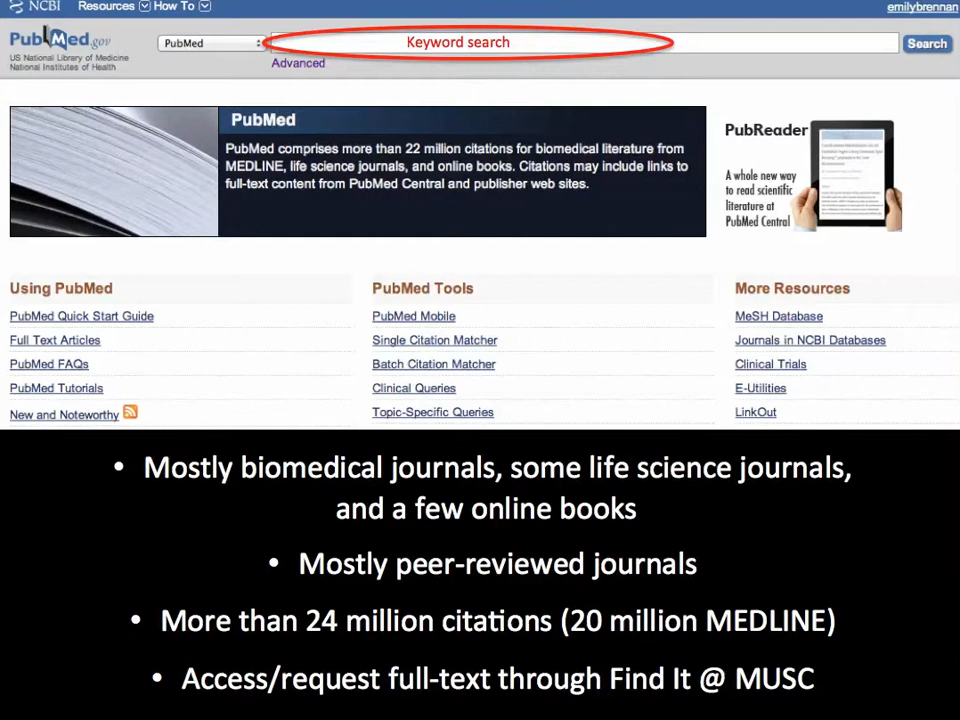 NCBI Resources How To emilybrennan
PubMed.gov
US National Library of Medicine
National Institutes of Health
PubMed
Keyword search
Search
Advanced
PubMed
PubMed comprises more than 22 million citations for biomedical literature from
MEDLINE, life science journals, and online books. Citations may include links to
full-text content from PubMed Central and publisher web sites.
PubReader
A whole new way
to read scientific
literature at
PubMed Central
Using PubMed
PubMed Quick Start Guide
Full Text Articles
PubMed FAQs
PubMed Tutorials
New and Noteworthy
PubMed Tools
PubMed Mobile
Single Citation Matcher
Batch Citation Matcher
Clinical Queries
Topic-Specific Queries
More Resources
MeSH Database
Journals in NCBI Databases
Clinical Trials
E-Utilities
LinkOut
• Mostly biomedical journals, some life science journals,
and a few online books
• Mostly peer-reviewed journals
• More than 24 million citations (20 million MEDLINE)
• Access/request full-text through Find It @ MUSC